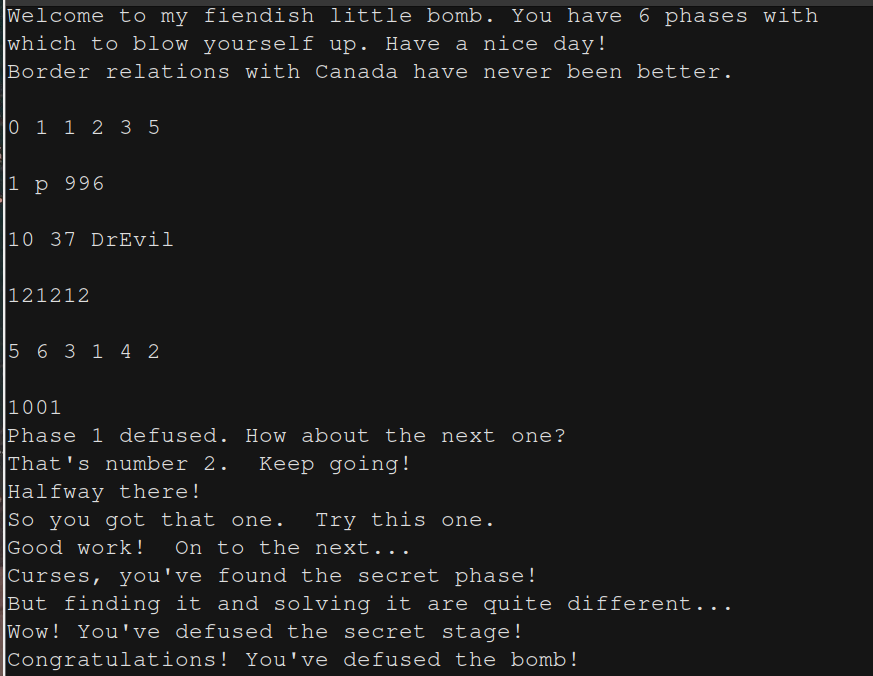 Welcome to my fiendish little bomb. You have 6 phases with
which to blow yourself up. Have a nice day!
Border relations with Canada have never been better.
0 1 1 2 3 5
1 p 996
10 37 DrEvil
121212
5 6 3 1 4 2
1001
Phase 1 defused. How about the next one?
That's number 2.  Keep going!
Halfway there!
So you got that one.  Try this one.
Good work!  On to the next...
Curses, you've found the secret phase!
But finding it and solving it are quite different...
Wow! You've defused the secret stage!
Congratulations! You've defused the bomb!